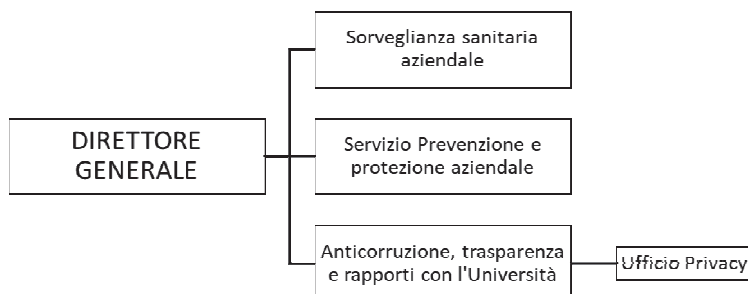 Sorveglianza sanitaria
aziendale
DIRETTORE
GENERALE
Servizio Prevenzione e
protezione aziendale
Anticorruzione, trasparenza
e rapporti con l'Università
Ufficio Privacy